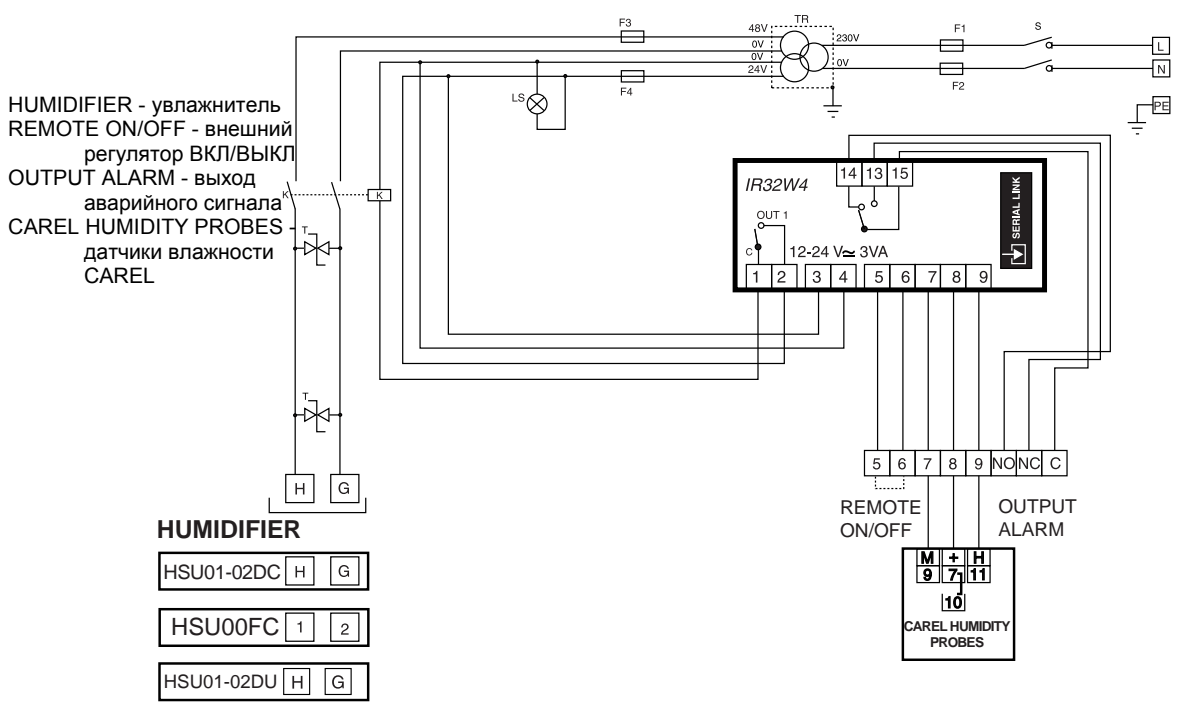 F3
48V
TR
0V
230V
F1
S
L
0V
24V
0V
F4
F2
N
LS
PE
HUMIDIFIER - увлажнитель
REMOTE ON/OFF - внешний
регулятор ВКЛ/ВЫКЛ
OUTPUT ALARM - выход
аварийного сигнала
CAREL HUMIDITY PROBES -
датчики влажности
CAREL
K
K
T
T
IR32W4
14 13 15
SERIAL LINK
OUT 1
C
12-24 V≃ 3VA
1 2 3 4 5 6 7 8 9
5 6 7 8 9 NO NC C
REMOTE
ON/OFF
OUTPUT
ALARM
H G
HUMIDIFIER
HSU01-02DC H G
HSU00FC 1 2
HSU01-02DU H G
M + H
9 7 11
10
CAREL HUMIDITY
PROBES